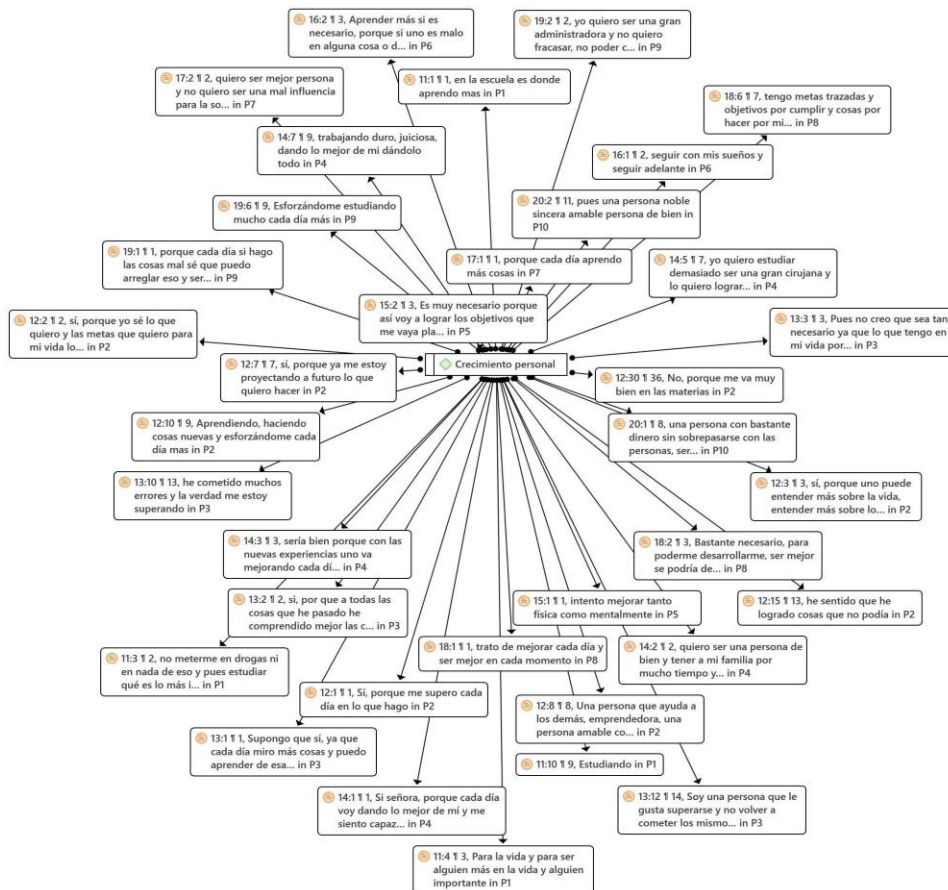 16:2 ¶ 3, Aprender más si es
necesario, porque si uno es malo
en alguna cosa o d... in P6
19:2 ¶ 2, yo quiero ser una gran
administradora y no quiero
fracasar, no poder c... in P9
17:2 ¶ 2, quiero ser mejor persona
y no quiero ser una mal influencia
para la so... in P7
11:1 ¶ 1, en la escuela es donde
aprendo mas in P1
18:6 ¶ 7, tengo metas trazadas y
objetivos por cumplir y cosas por
hacer por mi... in P8
14:7 ¶ 9, trabajando duro, juiciosa,
dando lo mejor de mi dándolo
todo in P4
16:1 ¶ 2, seguir con mis sueños y
seguir adelante in P6
19:6 ¶ 9, Esforzándome estudiando
mucho cada día más in P9
20:2 ¶ 11, pues una persona noble
sincera amable persona de bien in
P10
19:1 ¶ 1, porque cada día si hago
las cosas mal sé que puedo
arreglar eso y ser... in P9
17:1 ¶ 1, porque cada día aprendo
más cosas in P7
14:5 ¶ 7, yo quiero estudiar
demasiado ser una gran cirujana y
lo quiero lograr... in P4
15:2 ¶ 3, Es muy necesario porque
así voy a lograr los objetivos que
me vaya pla... in P5
12:2 ¶ 2, sí, porque yo sé lo que
quiero y las metas que quiero para
mi vida lo... in P2
13:3 ¶ 3, Pues no creo que sea tan
necesario ya que lo que tengo en
mi vida por... in P3
Crecimiento personal
12:7 ¶ 7, sí, porque ya me estoy
proyectando a futuro lo que
quiero hacer in P2
12:30 ¶ 36, No, porque me va muy
bien en las materias in P2
12:10 ¶ 9, Aprendiendo, haciendo
cosas nuevas y esforzándome cada
día mas in P2
20:1 ¶ 8, una persona con bastante
dinero sin sobrepasarse con las
personas, ser... in P10
13:10 ¶ 13, he cometido muchos
errores y la verdad me estoy
superando in P3
12:3 ¶ 3, sí, porque uno puede
entender más sobre la vida,
entender más sobre lo... in P2
14:3 ¶ 3, sería bien porque con las
nuevas experiencias uno va
mejorando cada dí... in P4
18:2 ¶ 3, Bastante necesario, para
poderme desarrollarme, ser mejor
se podría de... in P8
13:2 ¶ 2, si, por que a todas las
cosas que he pasado he
comprendido mejor las c... in P3
15:1 ¶ 1, intento mejorar tanto
física como mentalmente in P5
12:15 ¶ 13, he sentido que he
logrado cosas que no podía in P2
11:3 ¶ 2, no meterme en drogas ni
en nada de eso y pues estudiar
qué es lo más i... in P1
18:1 ¶ 1, trato de mejorar cada día
y ser mejor en cada momento in P8
14:2 ¶ 2, quiero ser una persona de
bien y tener a mi familia por
mucho tiempo y... in P4
12:1 ¶ 1, Sí, porque me supero cada
día en lo que hago in P2
12:8 ¶ 8, Una persona que ayuda a
los demás, emprendedora, una
persona amable co... in P2
13:1 ¶ 1, Supongo que sí, ya que
cada día miro más cosas y puedo
aprender de esa... in P3
11:10 ¶ 9, Estudiando in P1
14:1 ¶ 1, Si señora, porque cada día
voy dando lo mejor de mí y me
siento capaz... in P4
13:12 ¶ 14, Soy una persona que le
gusta superarse y no volver a
cometer los mismo... in P3
11:4 ¶ 3, Para la vida y para ser
alguien más en la vida y alguien
importante in P1